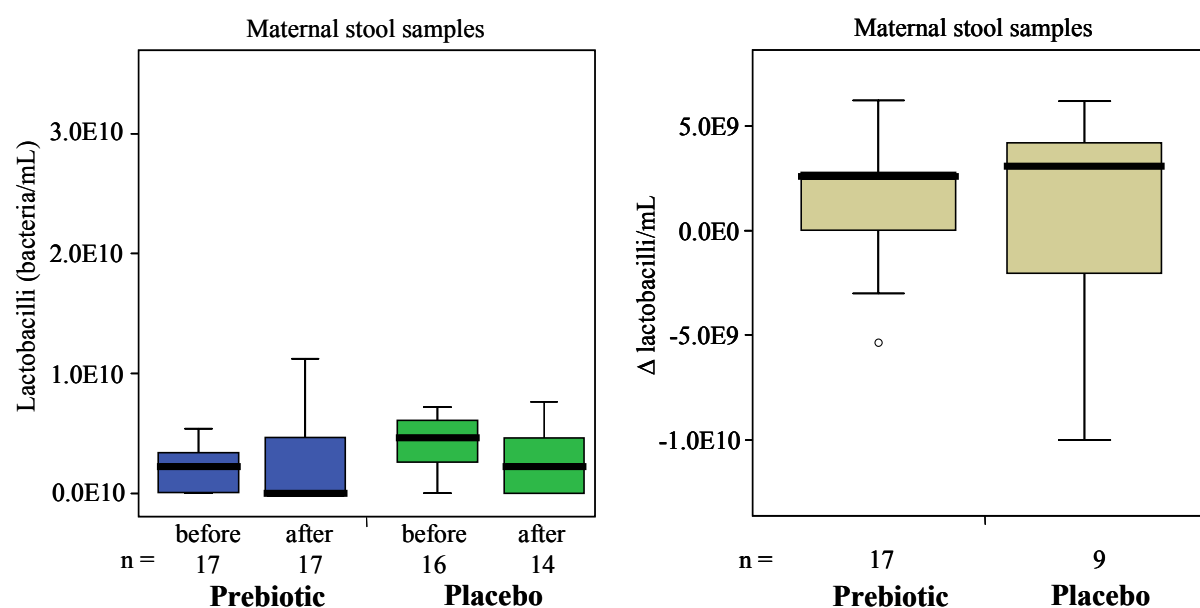 Maternal stool samples
Lactobacilli (bacteria/mL)
3.0E10
2.0E10
1.0E10
0.0E10
before after before after
n = 17 17 16 14
Prebiotic Placebo
Maternal stool samples
Δ lactobacilli/mL
5.0E9
0.0E0
-5.0E9
-1.0E10
n = 17 9
Prebiotic Placebo